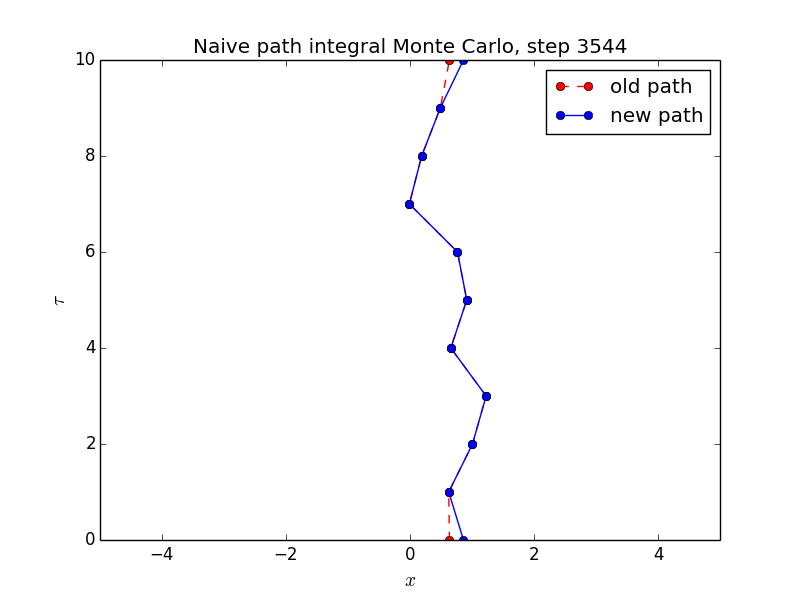 Naive path integral Monte Carlo, step 3544
old path
new path
10
8
6
4
2
0
τ
−4
−2
0
2
4
x